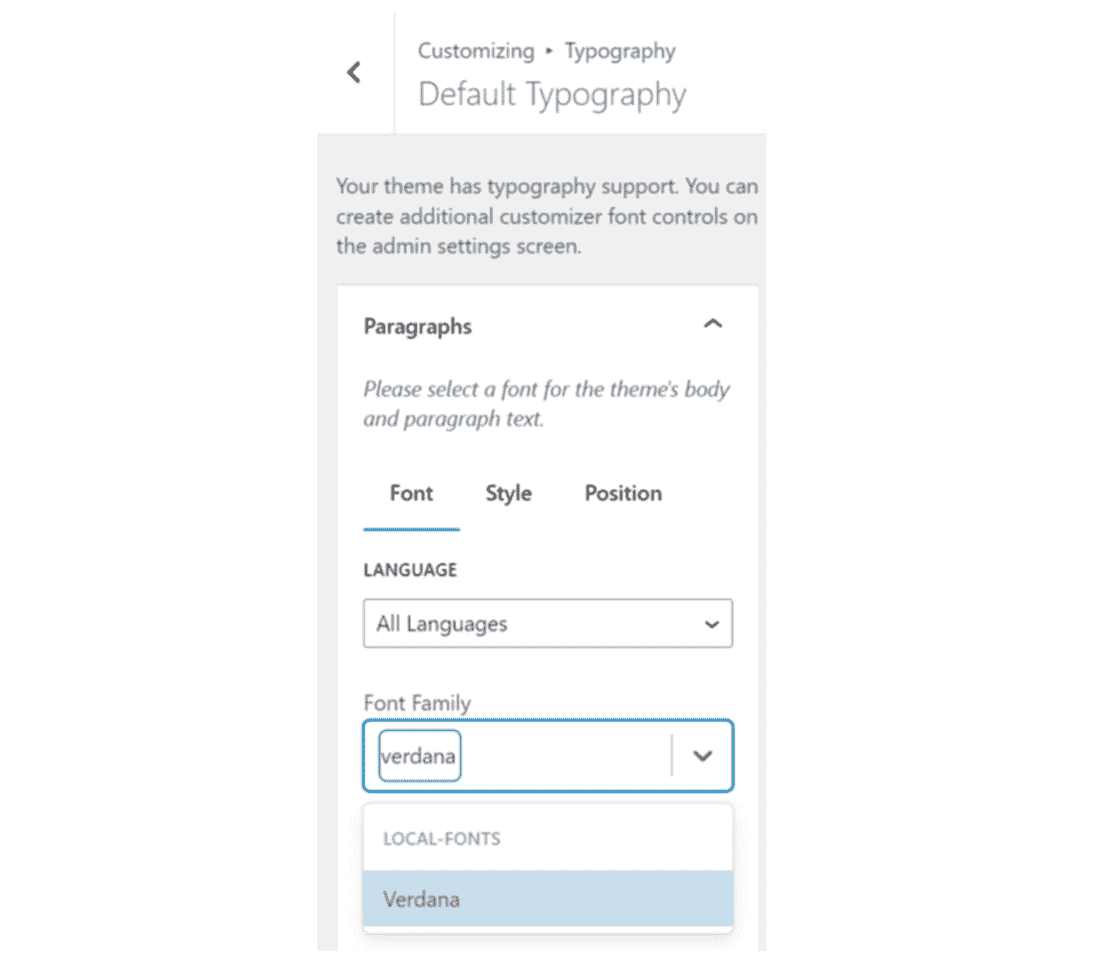 Customizing ▸ Typography
Default Typography
Your theme has typography support. You can
create additional customizer font controls on
the admin settings screen.
Paragraphs
Please select a font for the theme's body
and paragraph text.
Font Style Position
LANGUAGE
All Languages
Font Family
verdana
LOCAL-FONTS
Verdana